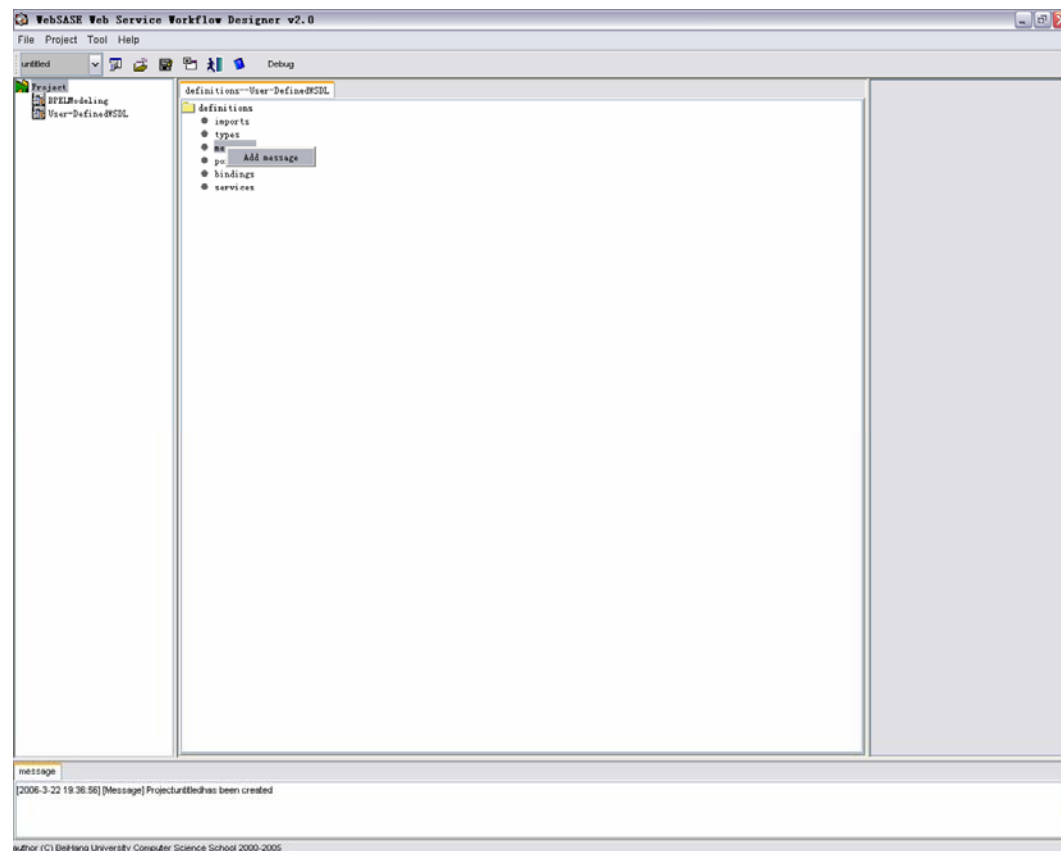 WebSASE Web Service Workflow Designer v2.0
File Project Tool Help
untitled Debug
Project
BPELModeling
User-DefinedWSDL
definitions--User-DefinedWSDL
definitions
imports
types
me
Add message
po
bindings
services
message
[2006-3-22 19:36:56] [Message] Projectuntitledhas been created
author (C) BeiHang University Computer Science School 2000-2005